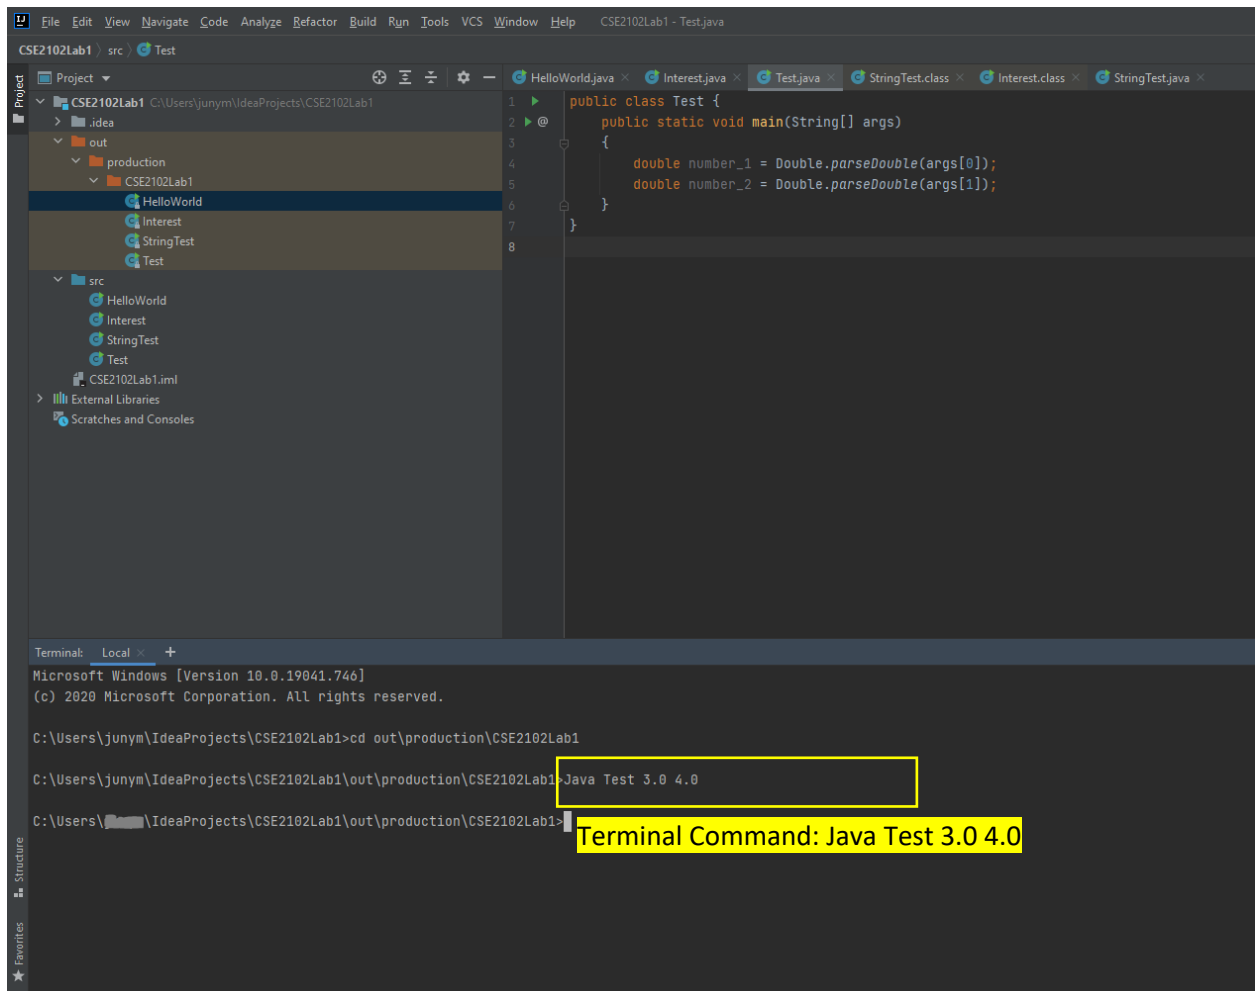 File Edit View Navigate Code Analyze Refactor Build Run Tools VCS Window Help CSE2102Lab1 - Test.java
CSE2102Lab1 src Test
Project
Project
HelloWorld.java Interest.java Test.java StringTest.class Interest.class StringTest.java
CSE2102Lab1 C:\Users\junym\IdeaProjects\CSE2102Lab1
.idea
out
production
CSE2102Lab1
HelloWorld
Interest
StringTest
Test
src
HelloWorld
Interest
StringTest
Test
CSE2102Lab1.iml
External Libraries
Scratches and Consoles
1 public class Test {
2 @ public static void main(String[] args)
3 {
4 double number_1 = Double.parseDouble(args[0]);
5 double number_2 = Double.parseDouble(args[1]);
6 }
7 }
8
Terminal: Local +
Microsoft Windows [Version 10.0.19041.746]
(c) 2020 Microsoft Corporation. All rights reserved.
C:\Users\junym\IdeaProjects\CSE2102Lab1>cd out\production\CSE2102Lab1
C:\Users\junym\IdeaProjects\CSE2102Lab1\out\production\CSE2102Lab1>Java Test 3.0 4.0
C:\Users\ \IdeaProjects\CSE2102Lab1\out\production\CSE2102Lab1>
Terminal Command: Java Test 3.0 4.0
Structure
Favorites